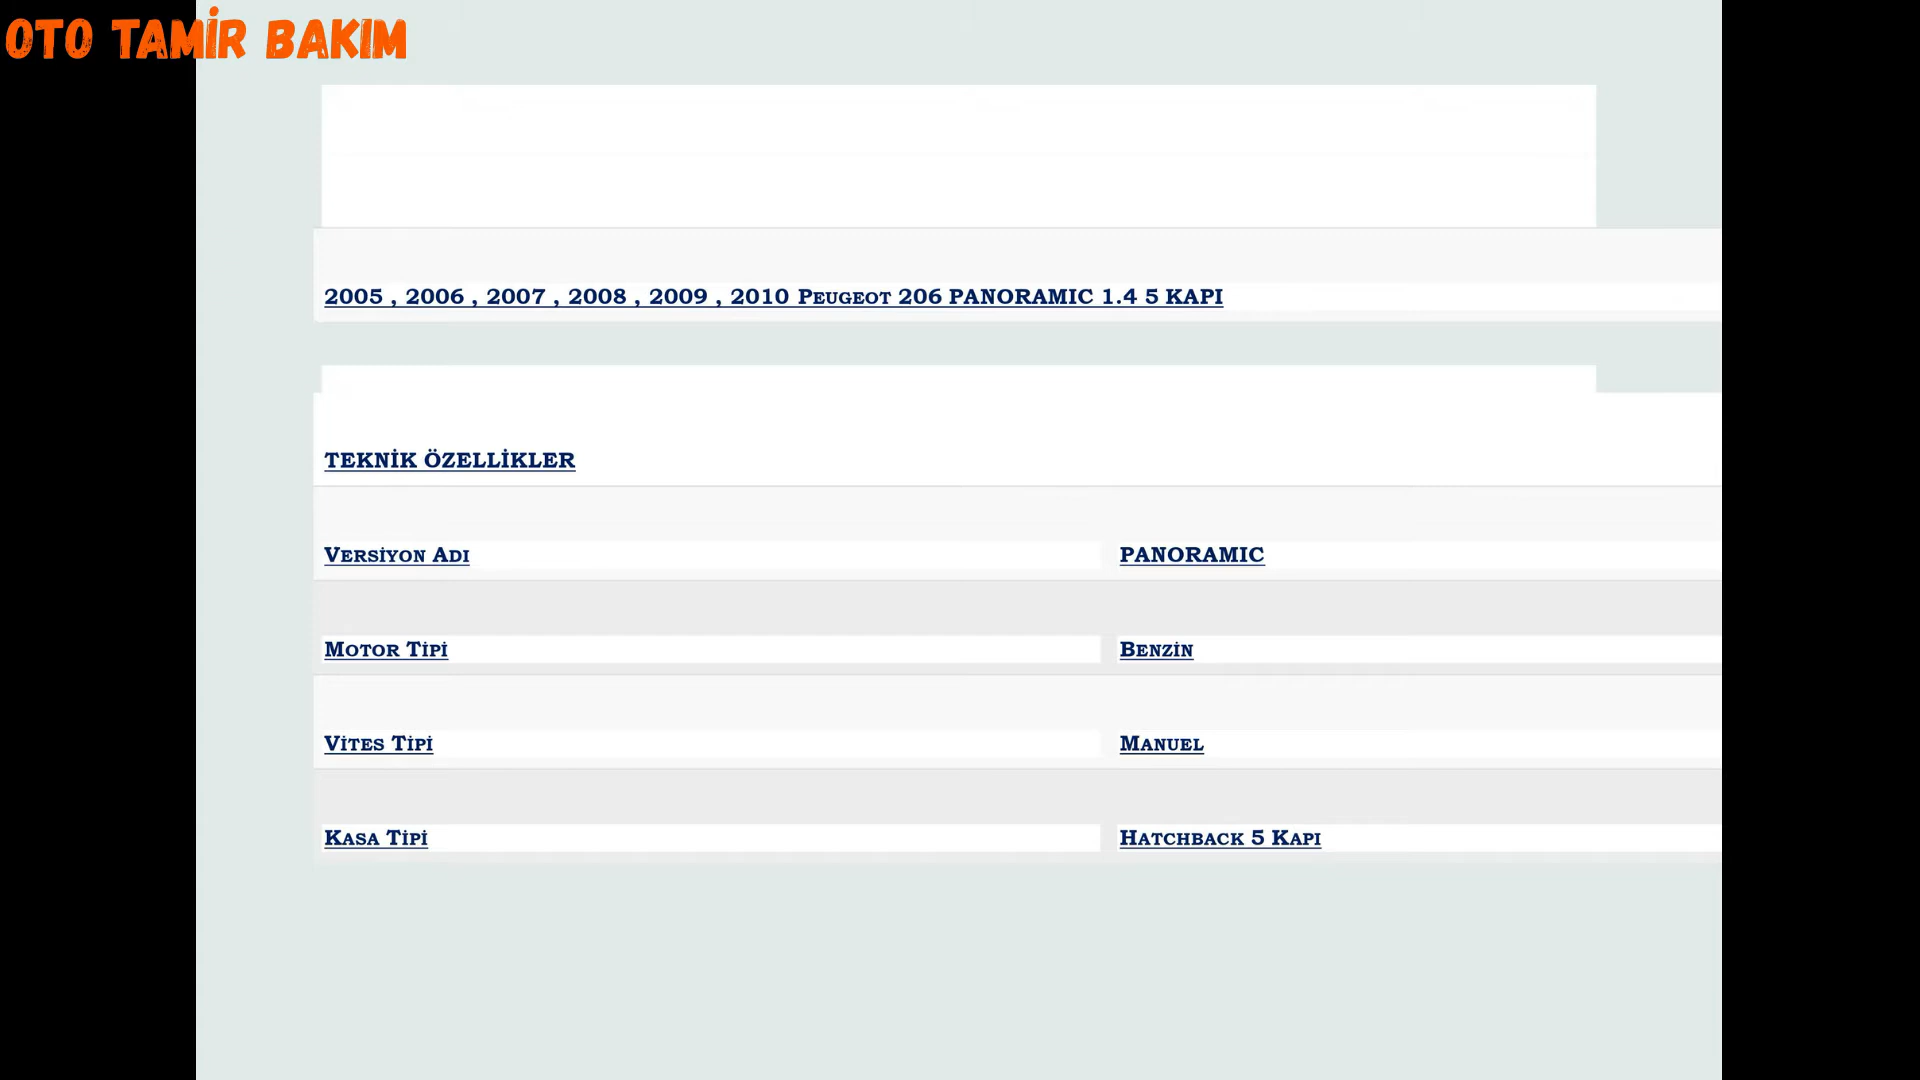 OTO TAMİR BAKIM
2005 , 2006 , 2007 , 2008 , 2009 , 2010 Peugeot 206 PANORAMIC 1.4 5 KAPI
TEKNİK ÖZELLİKLER
Versiyon Adı PANORAMIC
Motor Tipi Benzin
Vites Tipi Manuel
Kasa Tipi Hatchback 5 Kapı